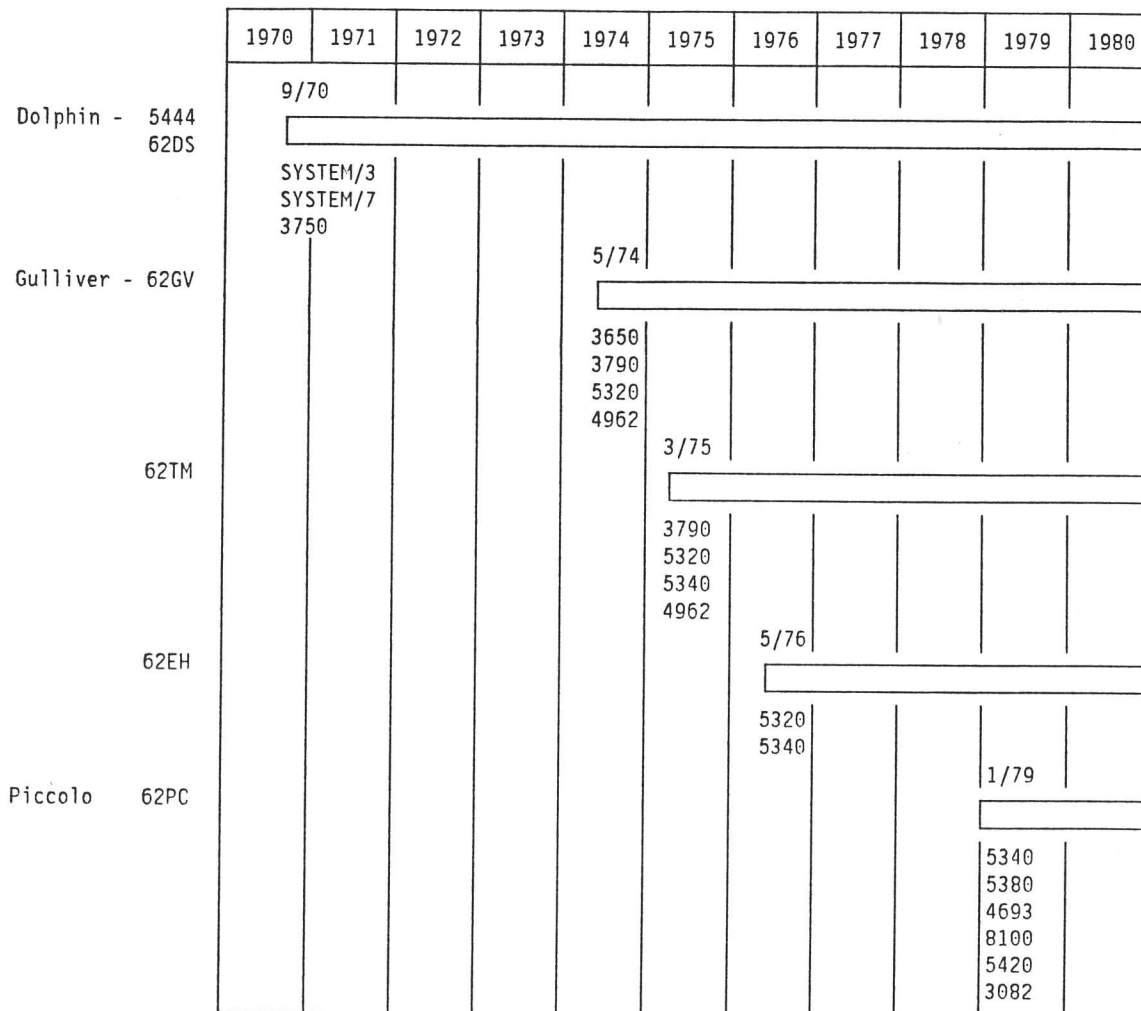 1970 1971 1972 1973 1974 1975 1976 1977 1978 1979 1980
9/70
Dolphin - 5444
62DS
SYSTEM/3
SYSTEM/7
3750
5/74
Gulliver - 62GV
3650
3790
5320
4962
3/75
62TM
3790
5320
5340
4962
5/76
62EH
5320
5340
1/79
Piccolo 62PC
5340
5380
4693
8100
5420
3082